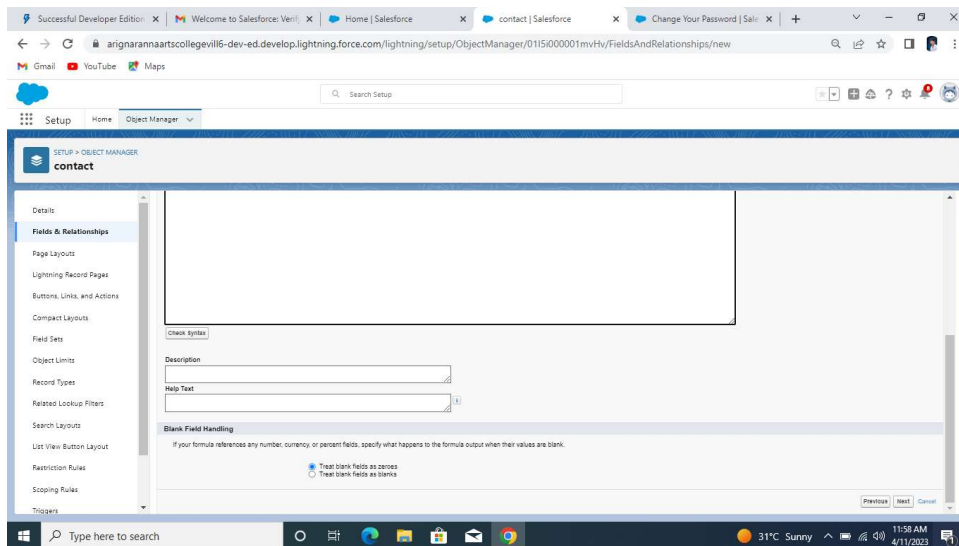 Successful Developer Edition
Welcome to Salesforce: Verif
Home | Salesforce
contact | Salesforce
Change Your Password | Sale
arignarannaartscollegevill6-dev-ed.develop.lightning.force.com/lightning/setup/ObjectManager/01I5i000001mvHv/FieldsAndRelationships/new
Gmail
YouTube
Maps
Search Setup
Setup
Home
Object Manager
SETUP > OBJECT MANAGER
contact
Details
Fields & Relationships
Page Layouts
Lightning Record Pages
Buttons, Links, and Actions
Compact Layouts
Field Sets
Object Limits
Record Types
Related Lookup Filters
Search Layouts
List View Button Layout
Restriction Rules
Scoping Rules
Triggers
Check Syntax
Description
Help Text
i
Blank Field Handling
If your formula references any number, currency, or percent fields, specify what happens to the formula output when their values are blank.
Treat blank fields as zeroes
Treat blank fields as blanks
Previous
Next
Cancel
Type here to search
31°C Sunny
11:58 AM
4/11/2023